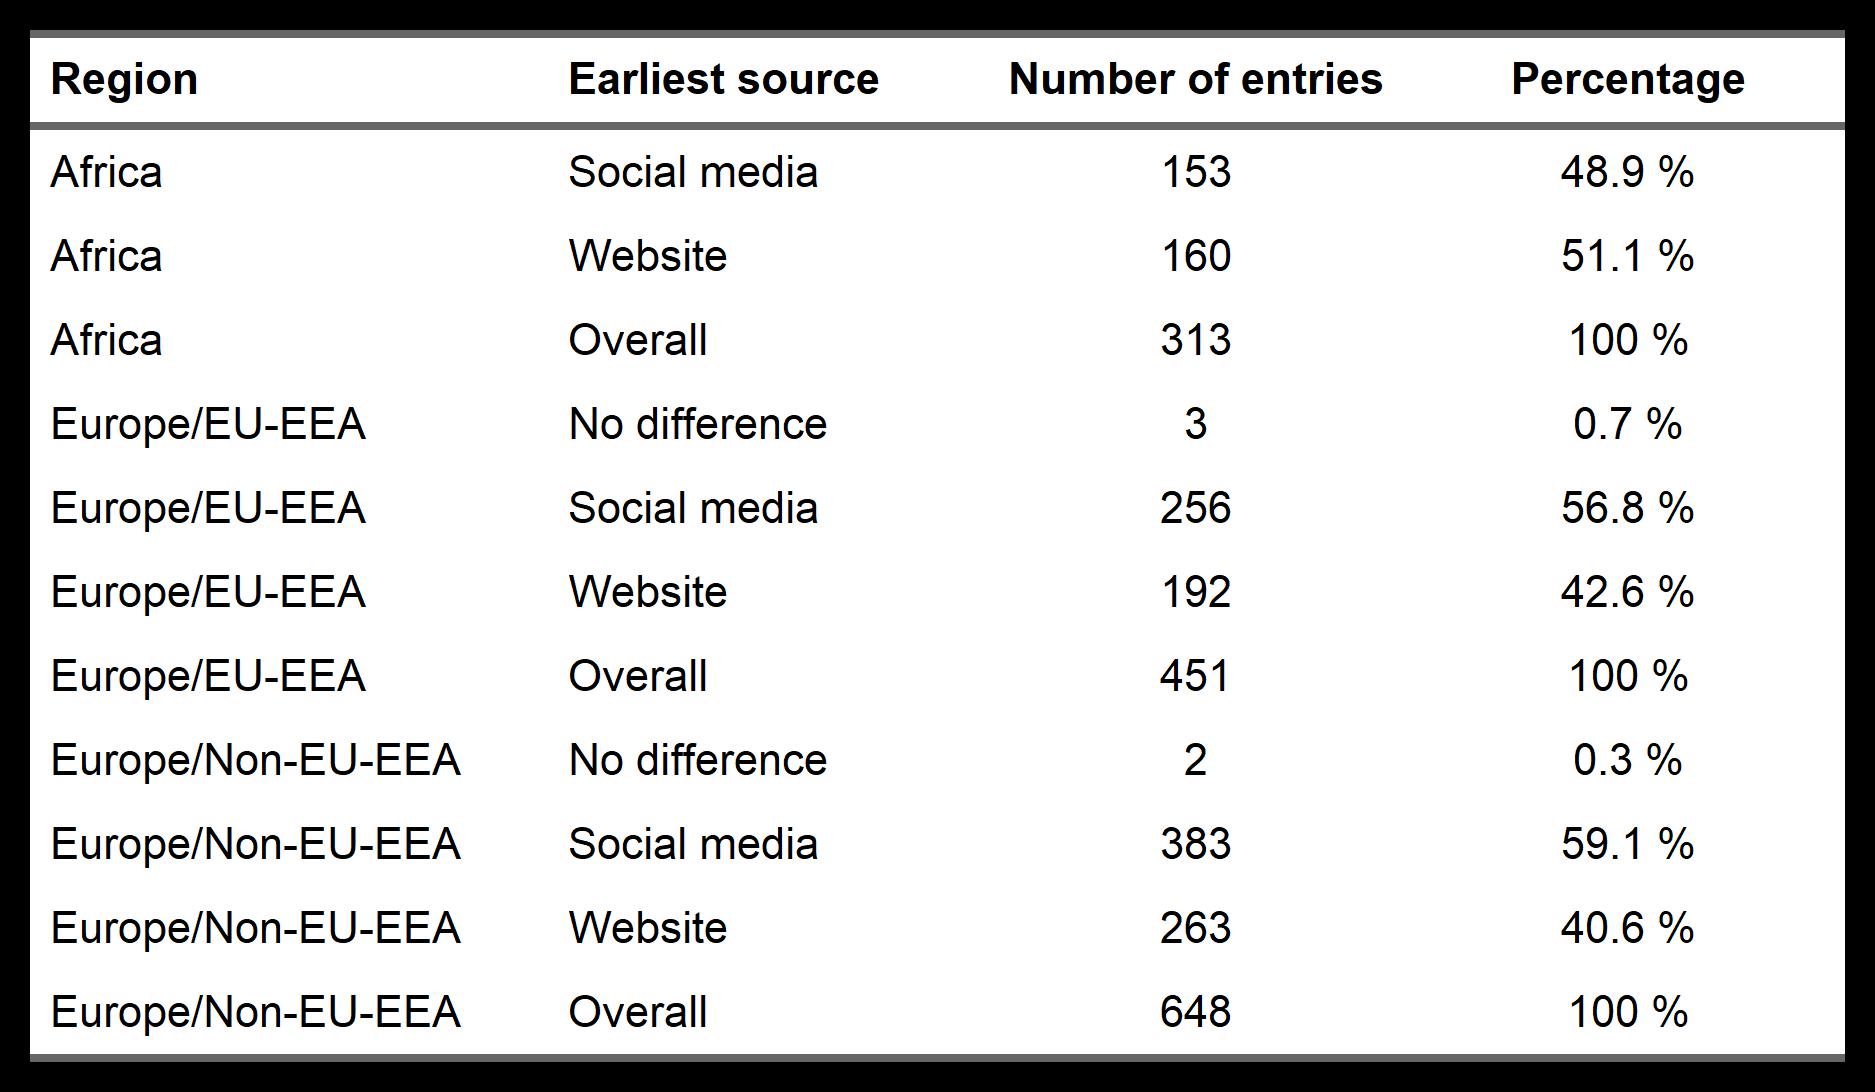 Region Earliest source Number of entries Percentage
Africa Social media 153 48.9 %
Africa Website 160 51.1 %
Africa Overall 313 100 %
Europe/EU-EEA No difference 3 0.7 %
Europe/EU-EEA Social media 256 56.8 %
Europe/EU-EEA Website 192 42.6 %
Europe/EU-EEA Overall 451 100 %
Europe/Non-EU-EEA No difference 2 0.3 %
Europe/Non-EU-EEA Social media 383 59.1 %
Europe/Non-EU-EEA Website 263 40.6 %
Europe/Non-EU-EEA Overall 648 100 %